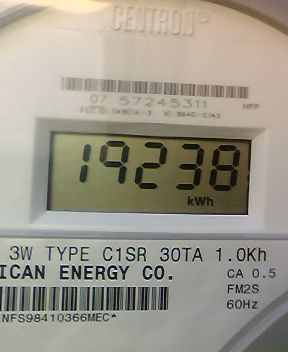 CENTRON®
07 57245311 HPP
19238
kWh
3W TYPE C1SR 30TA 1.0Kh
ICAN ENERGY CO. CA 0.5
FM2S
60Hz
NFS98410366MEC*